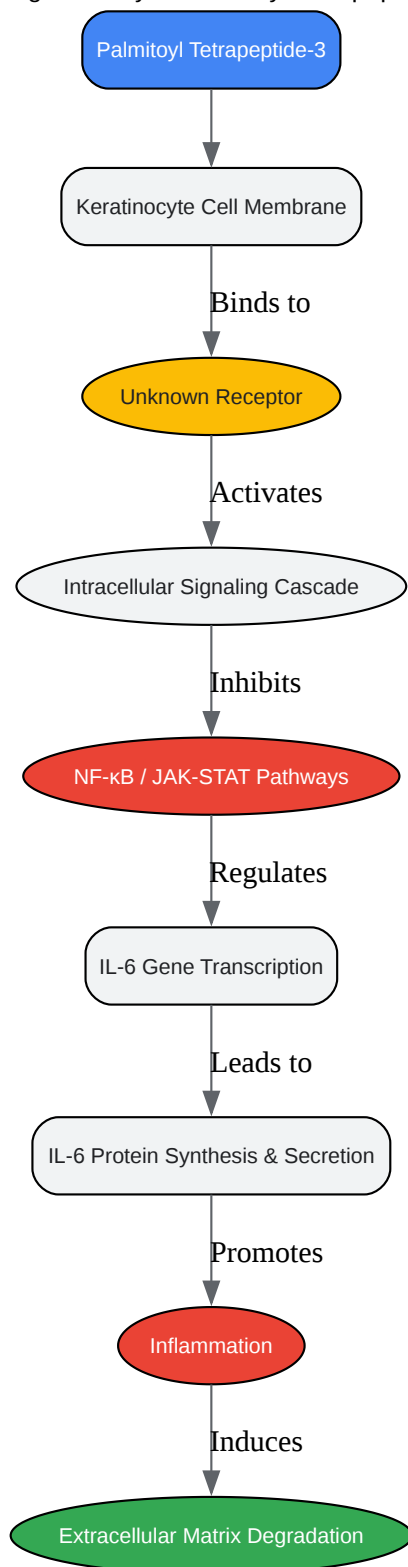 Palmitoyl Tetrapeptide-3
Keratinocyte Cell Membrane
Binds to
Unknown Receptor
Activates
Intracellular Signaling Cascade
Inhibits
NF-κB / JAK-STAT Pathways
Regulates
IL-6 Gene Transcription
Leads to
IL-6 Protein Synthesis & Secretion
Promotes
Inflammation
Induces
Extracellular Matrix Degradation